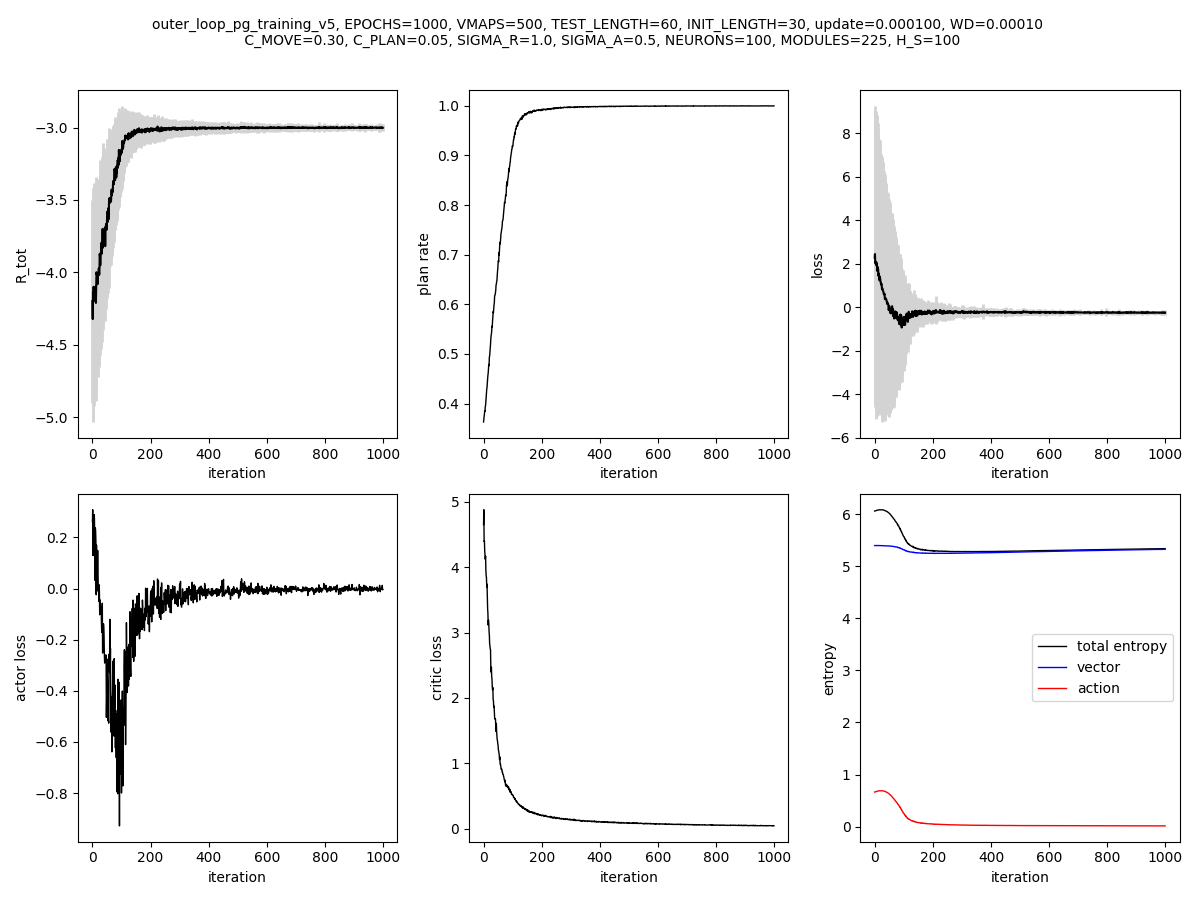 outer_loop_pg_training_v5, EPOCHS=1000, VMAPS=500, TEST_LENGTH=60, INIT_LENGTH=30, update=0.000100, WD=0.00010
C_MOVE=0.30, C_PLAN=0.05, SIGMA_R=1.0, SIGMA_A=0.5, NEURONS=100, MODULES=225, H_S=100
R_tot
−3.0
−3.5
−4.0
−4.5
−5.0
0 200 400 600 800 1000
iteration
plan rate
1.0
0.9
0.8
0.7
0.6
0.5
0.4
0 200 400 600 800 1000
iteration
loss
8
6
4
2
0
−2
−4
−6
0 200 400 600 800 1000
iteration
actor loss
0.2
0.0
−0.2
−0.4
−0.6
−0.8
0 200 400 600 800 1000
iteration
critic loss
5
4
3
2
1
0
0 200 400 600 800 1000
iteration
entropy
6
5
4
3
2
1
0
total entropy
vector
action
0 200 400 600 800 1000
iteration